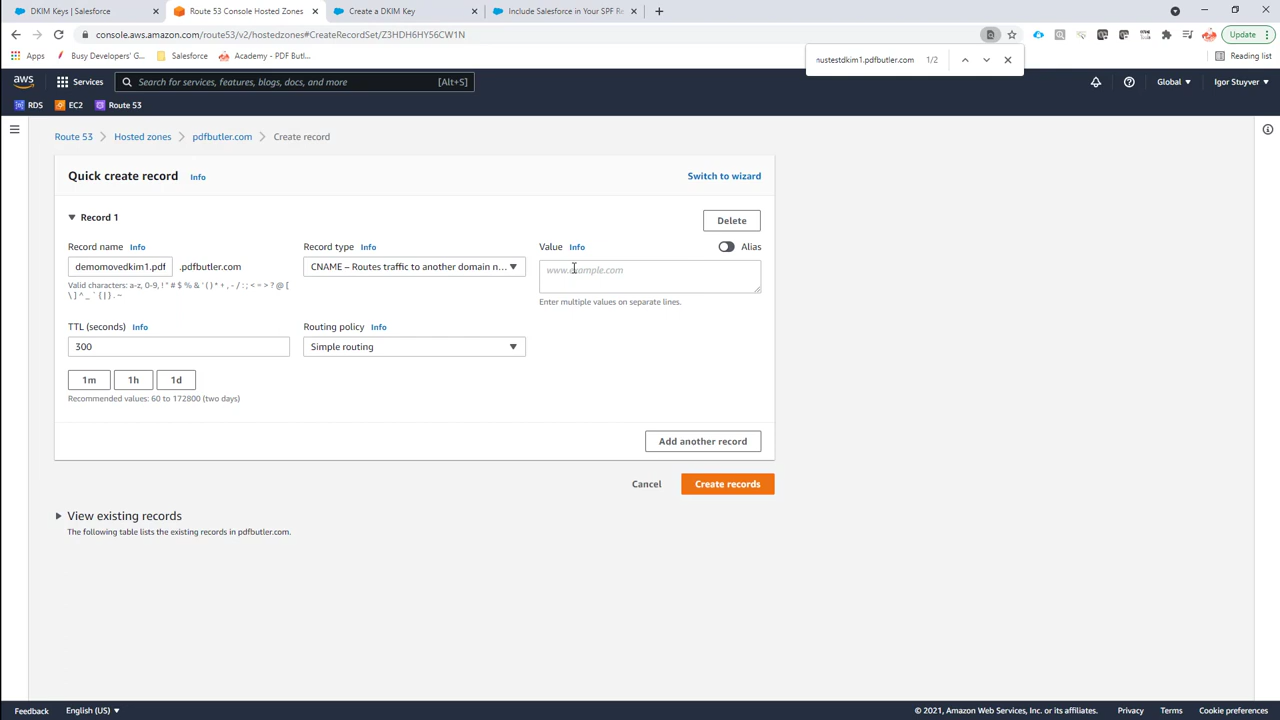 DKIM Keys | Salesforce
Route 53 Console Hosted Zones
Create a DKIM Key
Include Salesforce in Your SPF Re
console.aws.amazon.com/route53/v2/hostedzones#CreateRecordSet/Z3HDH6HY56CW1N
Update
Apps
Busy Developers' G...
Salesforce
Academy - PDF Butl...
nustestdkim1.pdfbutler.com 1/2
Reading list
aws
Services
Search for services, features, blogs, docs, and more
[Alt+S]
Global
Igor Stuyver
RDS
EC2
Route 53
Route 53 > Hosted zones > pdfbutler.com > Create record
Quick create record Info
Switch to wizard
Record 1
Delete
Record name Info
Record type Info
Value Info
Alias
demomovedkim1.pdf .pdfbutler.com
CNAME – Routes traffic to another domain n...
www.example.com
Valid characters: a-z, 0-9, ! " # $ % & ' ( ) * + , - / : ; < = > ? @ [
\ ] ^ _ ` { | } . ~
Enter multiple values on separate lines.
TTL (seconds) Info
Routing policy Info
300
Simple routing
1m
1h
1d
Recommended values: 60 to 172800 (two days)
Add another record
Cancel
Create records
View existing records
The following table lists the existing records in pdfbutler.com.
Feedback
English (US)
© 2021, Amazon Web Services, Inc. or its affiliates.
Privacy
Terms
Cookie preferences